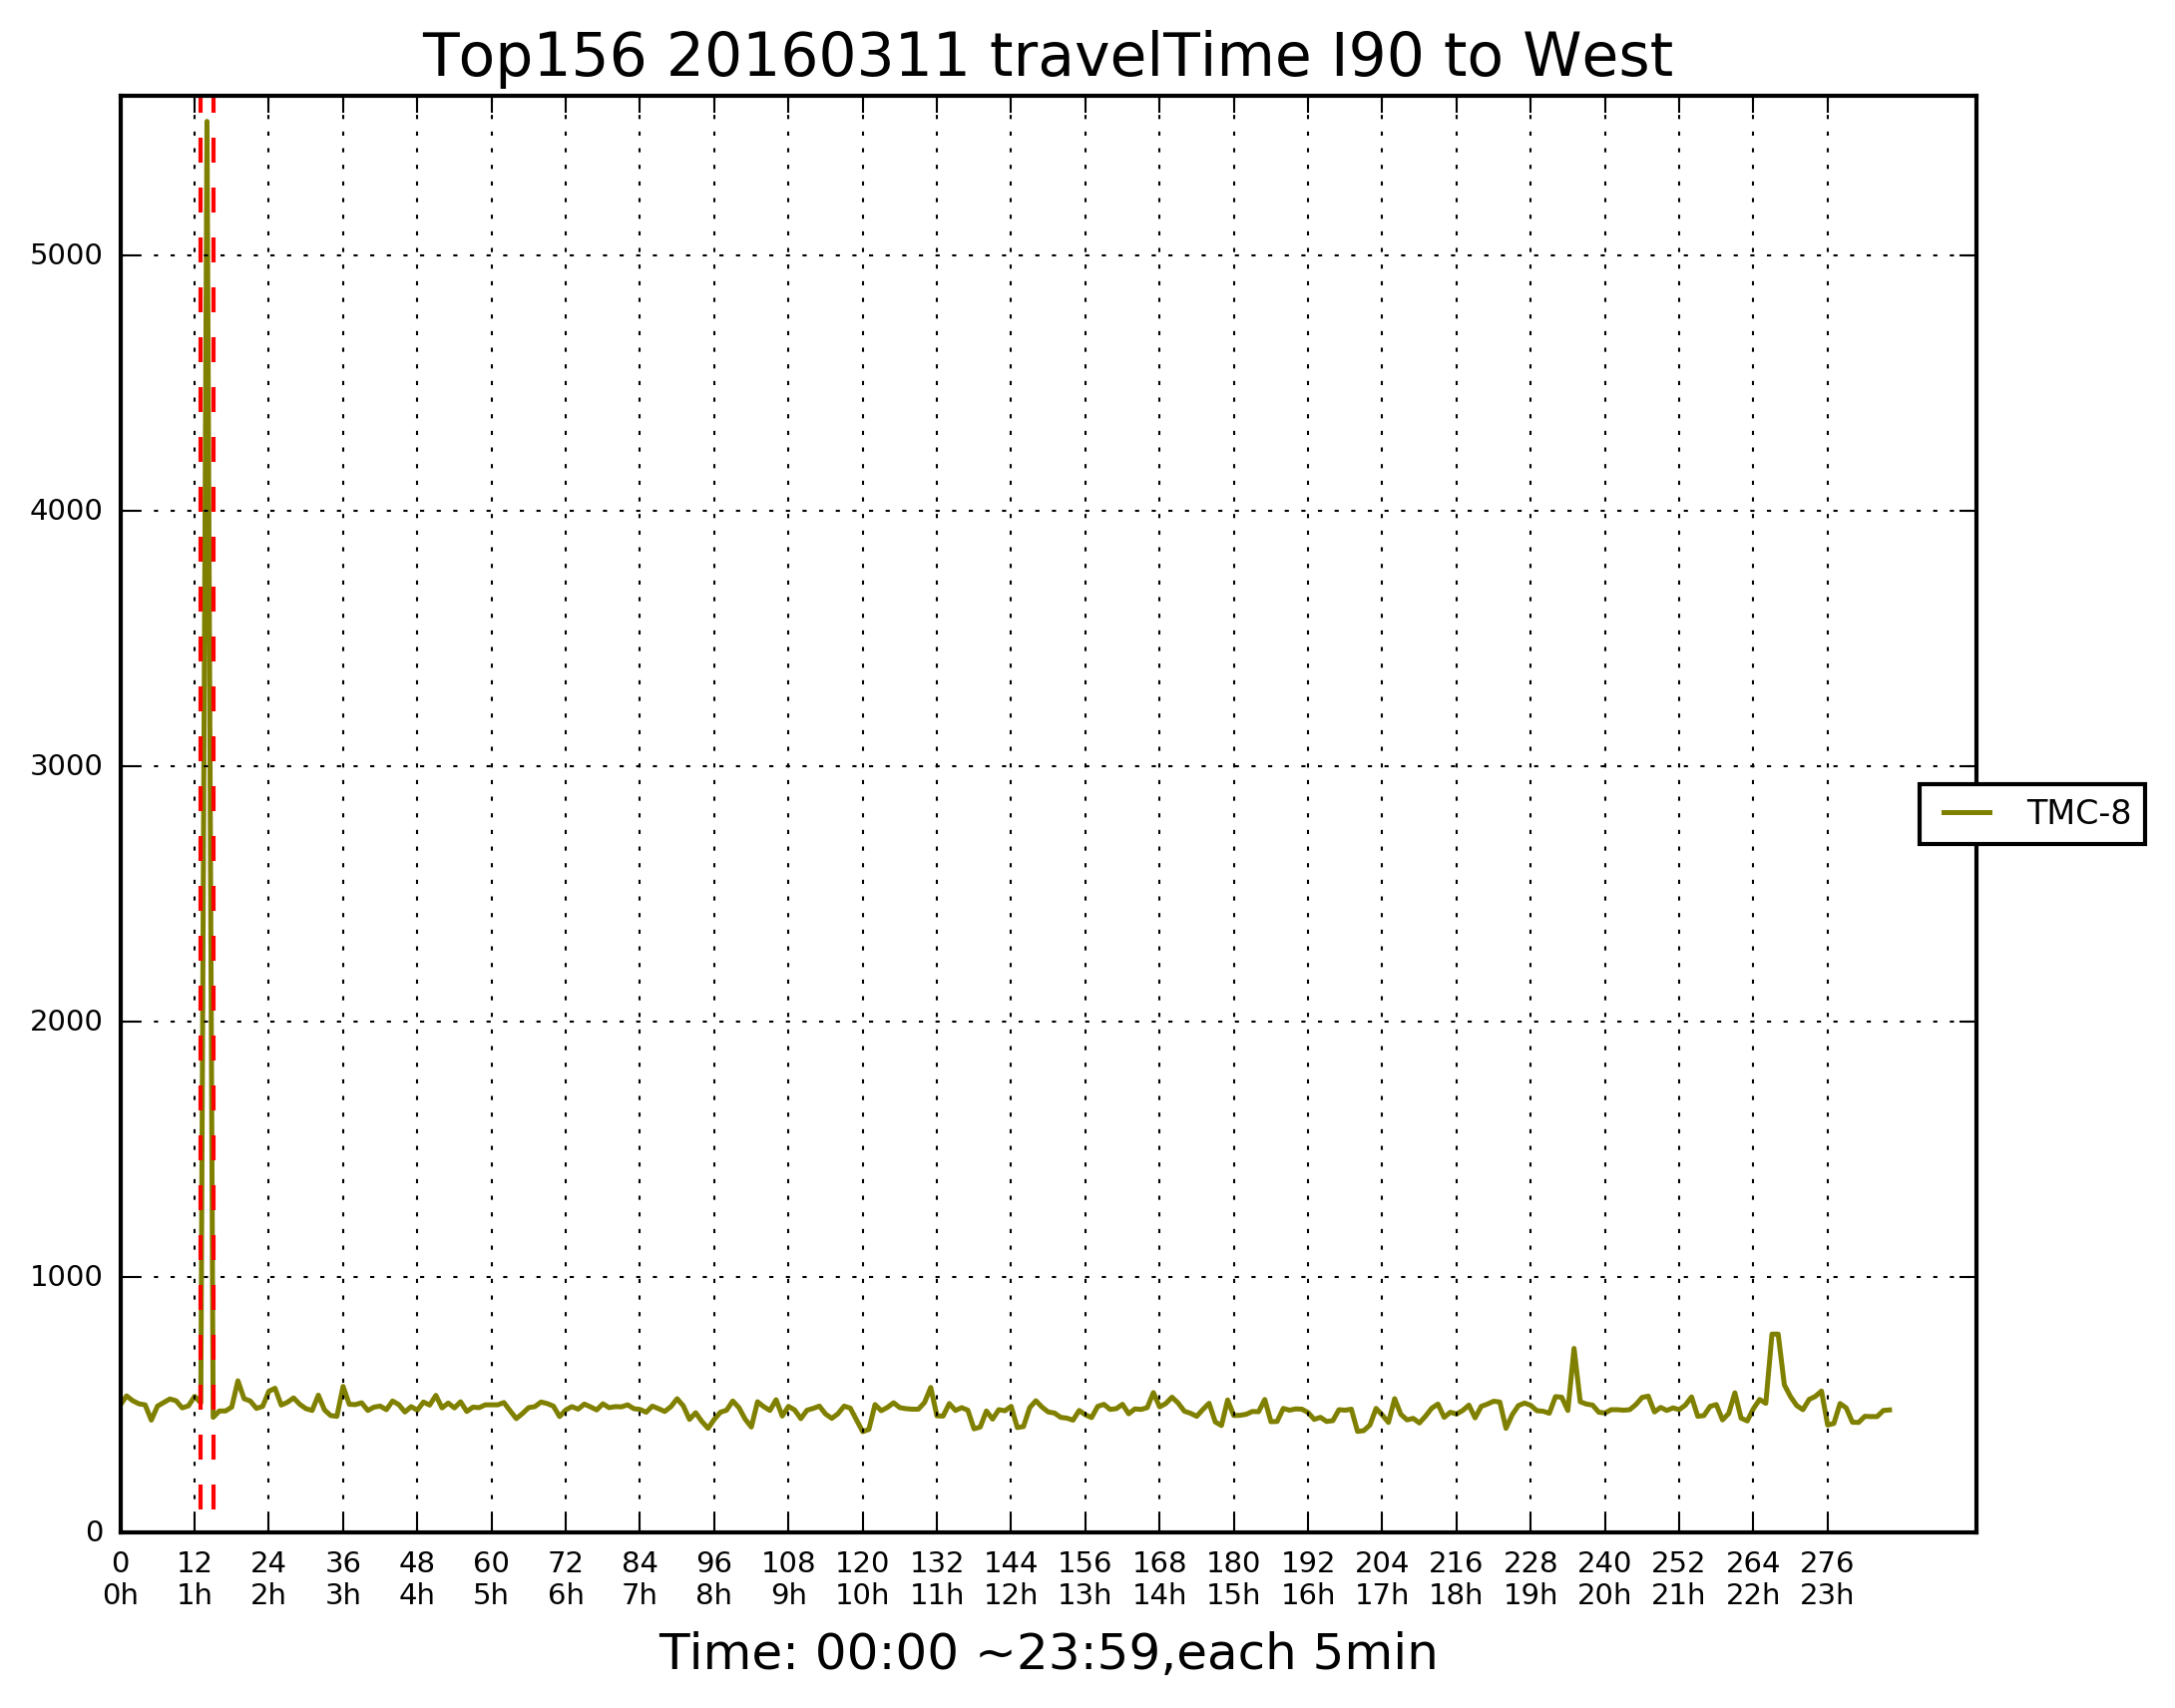 Top156 20160311 travelTime I90 to West
5000
4000
3000
2000
1000
0
TMC-8
0 12 24 36 48 60 72 84 96 108 120 132 144 156 168 180 192 204 216 228 240 252 264 276
0h 1h 2h 3h 4h 5h 6h 7h 8h 9h 10h 11h 12h 13h 14h 15h 16h 17h 18h 19h 20h 21h 22h 23h
Time: 00:00 ~23:59,each 5min